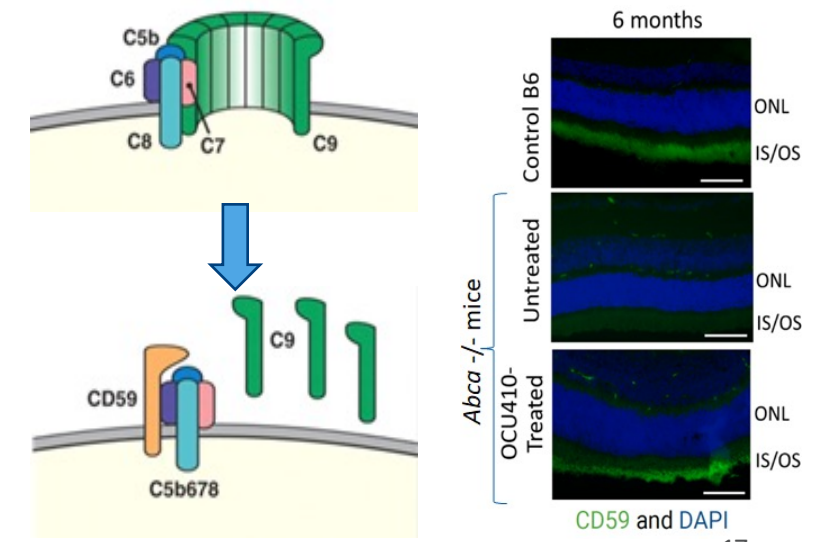 C5b
C6
C8
C7
C9
C9
CD59
C5b678
6 months
Control B6
ONL
IS/OS
Abca -/- mice
Untreated
ONL
IS/OS
OCU410-
Treated
ONL
IS/OS
CD59 and DAPI